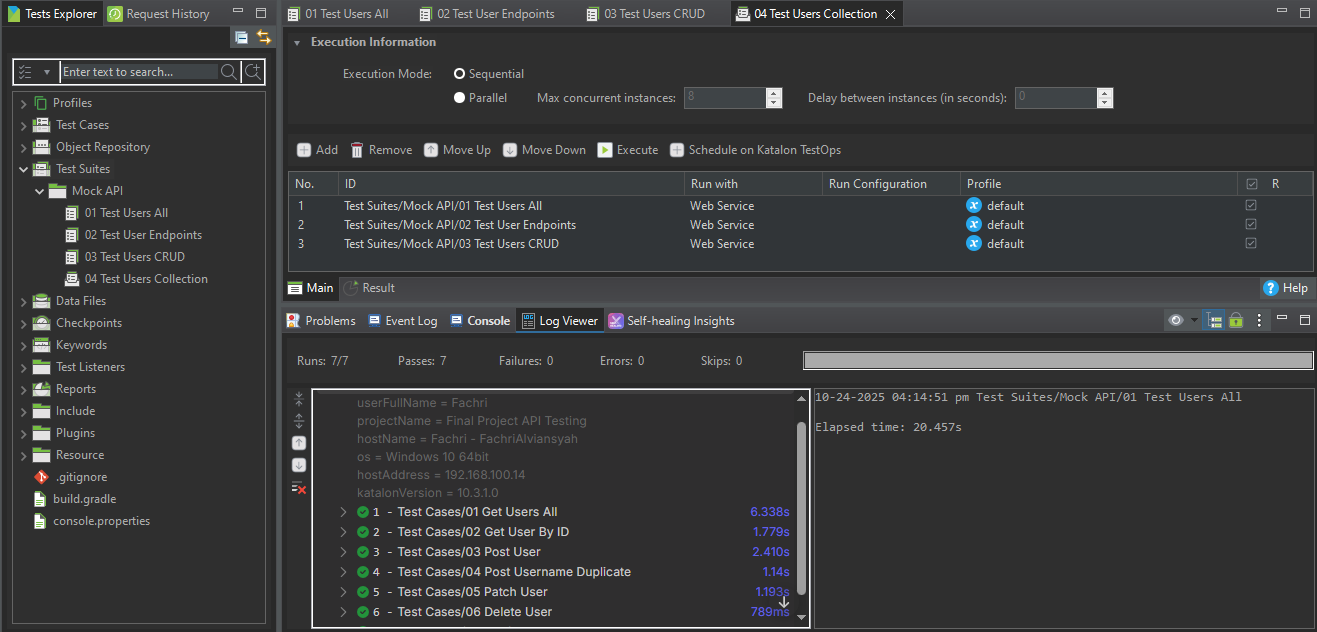 Tests Explorer
Request History
Enter text to search...
Profiles
Test Cases
Object Repository
Test Suites
Mock API
01 Test Users All
02 Test User Endpoints
03 Test Users CRUD
04 Test Users Collection
Data Files
Checkpoints
Keywords
Test Listeners
Reports
Include
Plugins
Resource
.gitignore
build.gradle
console.properties
01 Test Users All
02 Test User Endpoints
03 Test Users CRUD
04 Test Users Collection
Execution Information
Execution Mode: Sequential
Parallel Max concurrent instances: 8 Delay between instances (in seconds): 0
Add Remove Move Up Move Down Execute Schedule on Katalon TestOps
No. ID Run with Run Configuration Profile R
1 Test Suites/Mock API/01 Test Users All Web Service default
2 Test Suites/Mock API/02 Test User Endpoints Web Service default
3 Test Suites/Mock API/03 Test Users CRUD Web Service default
Main Result Help
Problems Event Log Console Log Viewer Self-healing Insights
Runs: 7/7 Passes: 7 Failures: 0 Errors: 0 Skips: 0
userFullName = Fachri
projectName = Final Project API Testing
hostName = Fachri - FachriAlviansyah
os = Windows 10 64bit
hostAddress = 192.168.100.14
katalonVersion = 10.3.1.0
1 - Test Cases/01 Get Users All 6.338s
2 - Test Cases/02 Get User By ID 1.779s
3 - Test Cases/03 Post User 2.410s
4 - Test Cases/04 Post Username Duplicate 1.14s
5 - Test Cases/05 Patch User 1.193s
6 - Test Cases/06 Delete User 789ms
10-24-2025 04:14:51 pm Test Suites/Mock API/01 Test Users All
Elapsed time: 20.457s